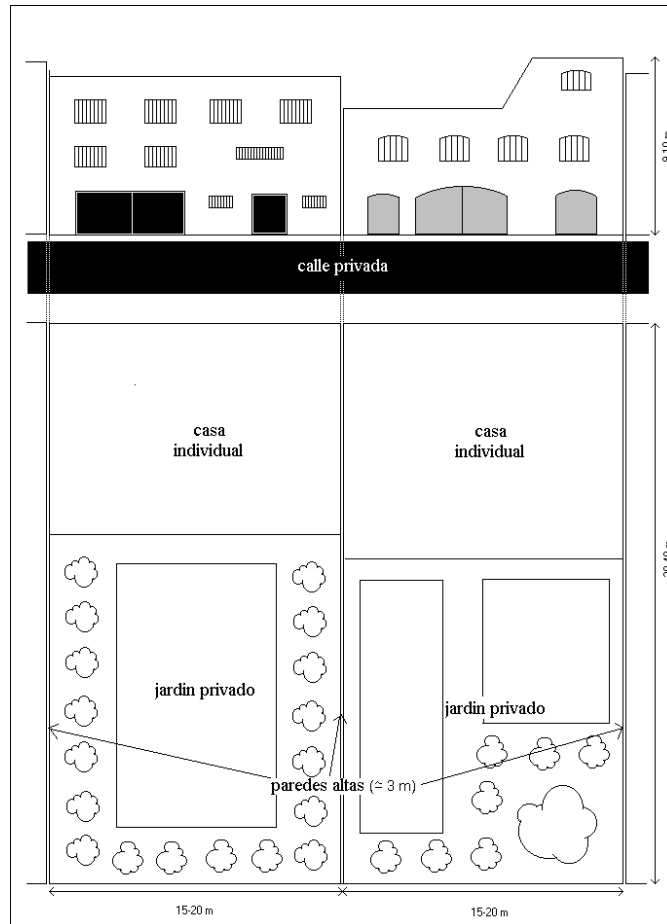 calle privada
casa
individual
casa
individual
jardin privado
jardin privado
paredes altas (≃ 3 m)
15-20 m
15-20 m